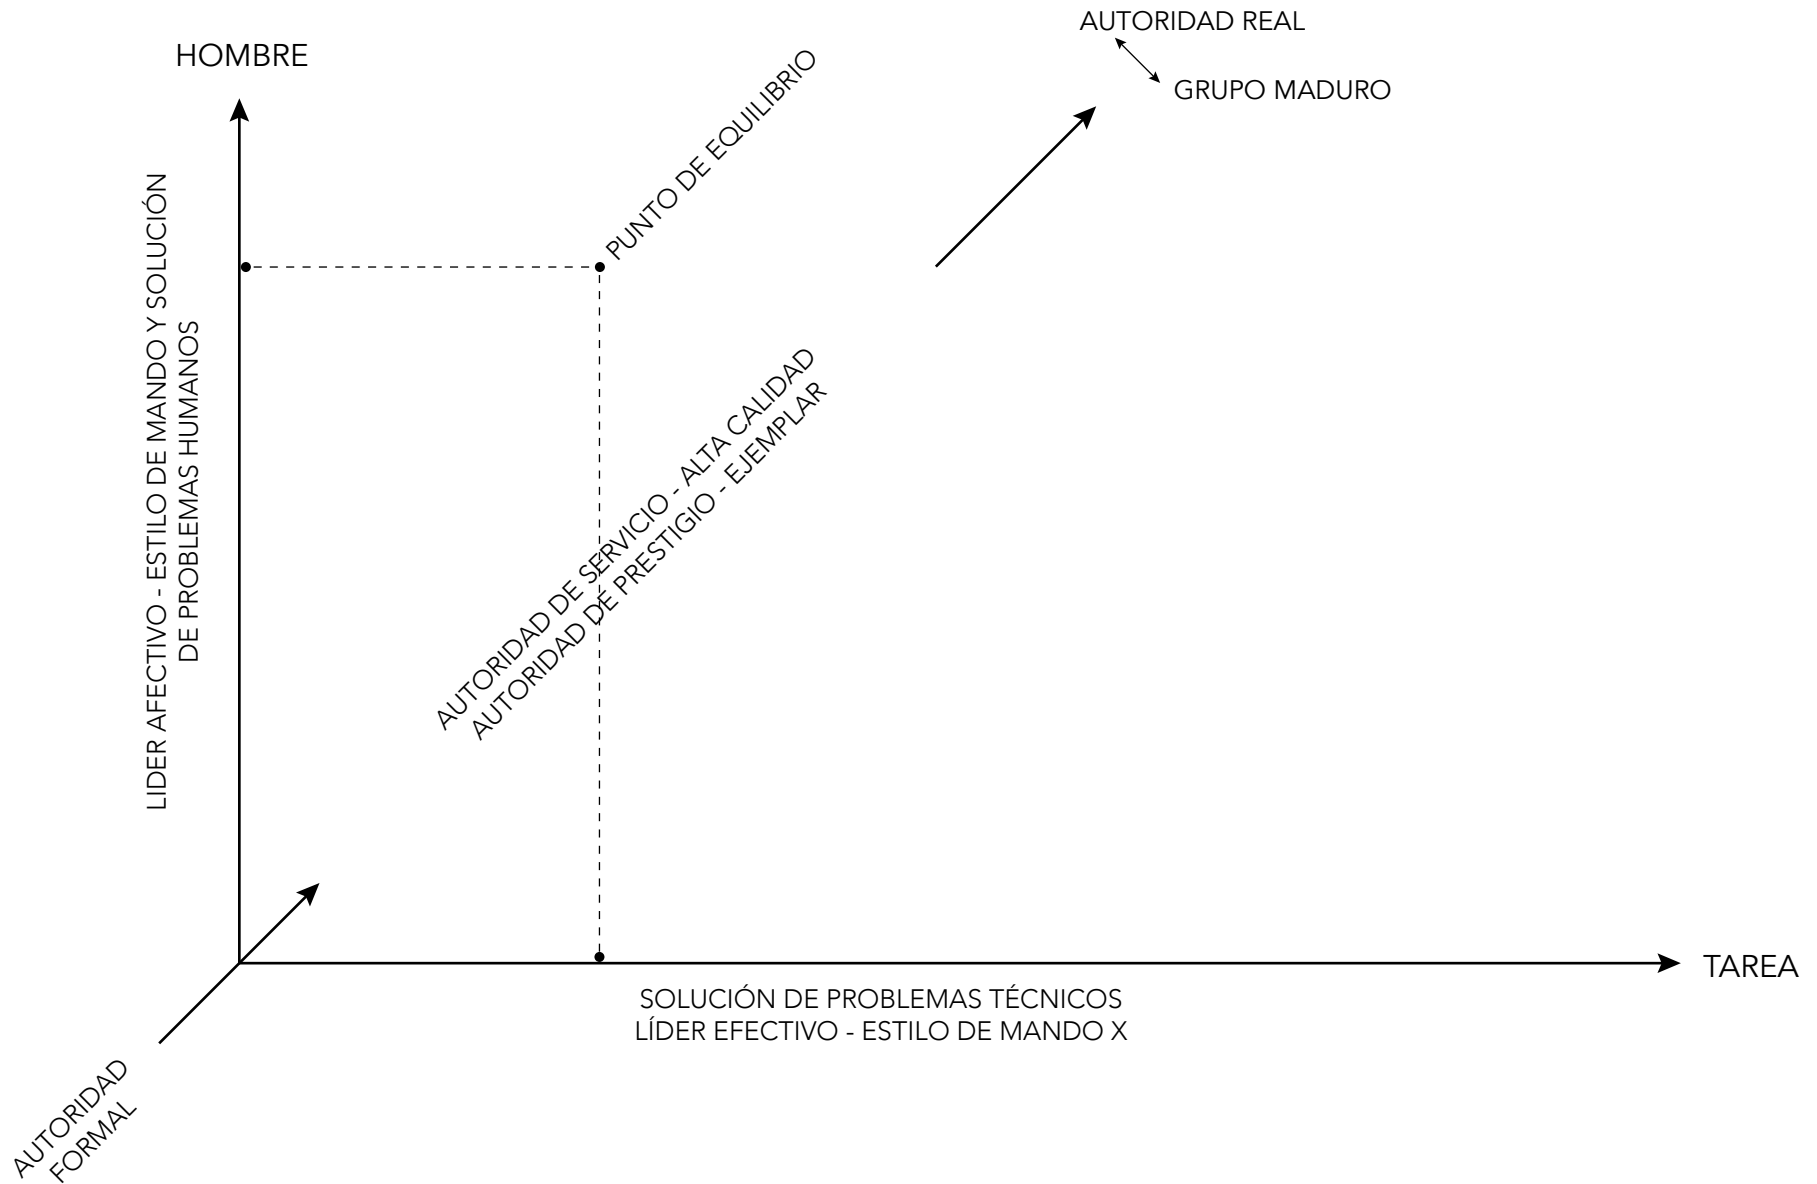 AUTORIDAD REAL
HOMBRE
GRUPO MADURO
PUNTO DE EQUILIBRIO
LIDER AFECTIVO - ESTILO DE MANDO Y SOLUCIÓN
DE PROBLEMAS HUMANOS
AUTORIDAD DE SERVICIO - ALTA CALIDAD
AUTORIDAD DE PRESTIGIO - EJEMPLAR
TAREA
SOLUCIÓN DE PROBLEMAS TÉCNICOS
LÍDER EFECTIVO - ESTILO DE MANDO X
AUTORIDAD
FORMAL